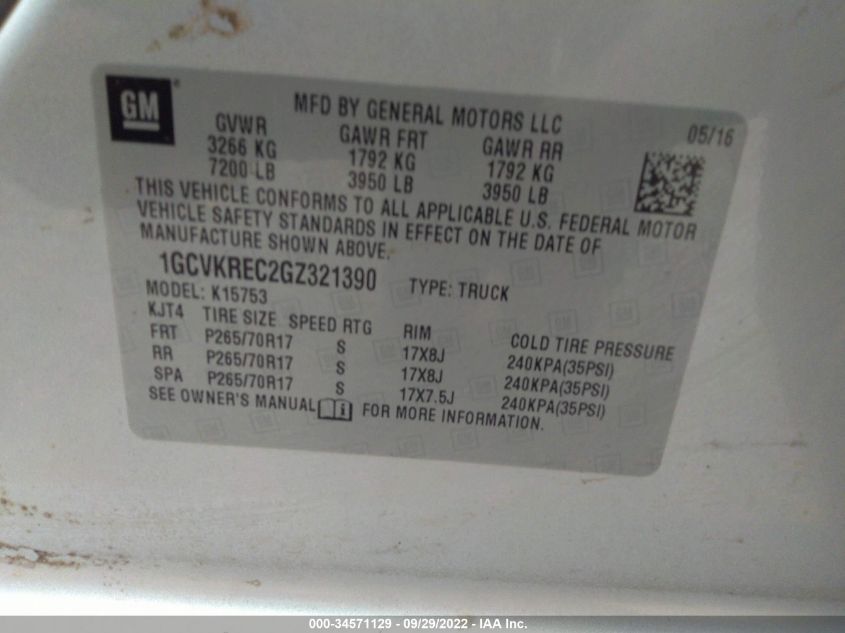 GM
MFD BY GENERAL MOTORS LLC
05/16
GVWR GAWR FRT GAWR RR
3266 KG 1792 KG 1792 KG
7200 LB 3950 LB 3950 LB
THIS VEHICLE CONFORMS TO ALL APPLICABLE U.S. FEDERAL MOTOR
VEHICLE SAFETY STANDARDS IN EFFECT ON THE DATE OF
MANUFACTURE SHOWN ABOVE.
1GCVKREC2GZ321390 TYPE: TRUCK
MODEL: K15753
KJT4 TIRE SIZE SPEED RTG RIM COLD TIRE PRESSURE
FRT P265/70R17 S 17X8J 240KPA(35PSI)
RR P265/70R17 S 17X8J 240KPA(35PSI)
SPA P265/70R17 S 17X7.5J 240KPA(35PSI)
SEE OWNER'S MANUAL FOR MORE INFORMATION.
000-34571129 - 09/29/2022 - IAA Inc.